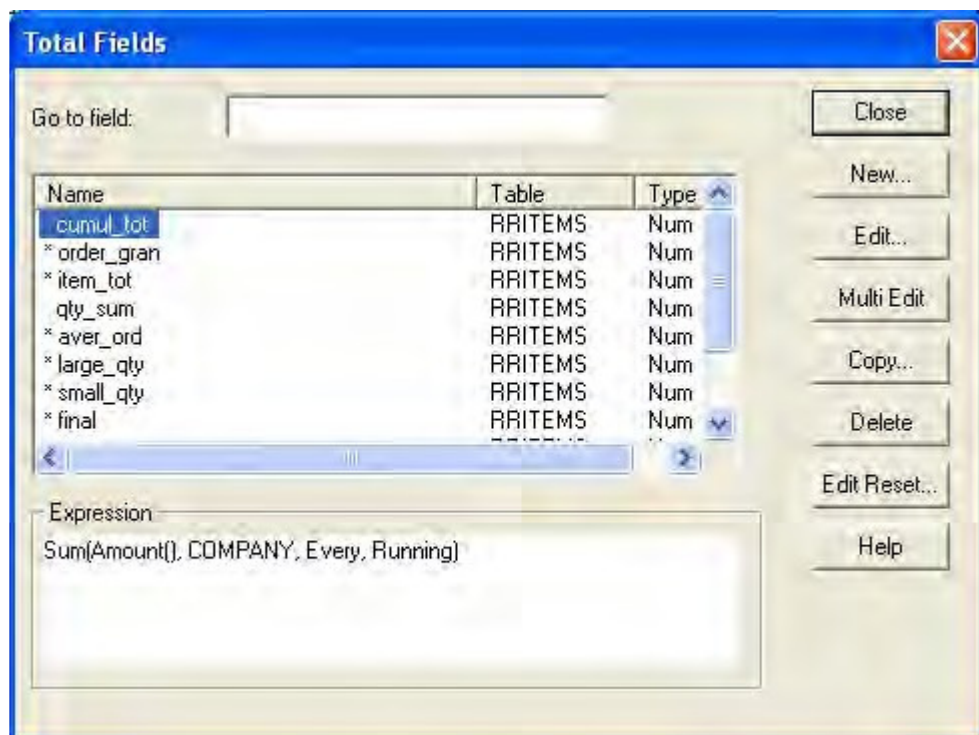 Total Fields
Go to field:
Close
New...
Edit...
Multi Edit
Copy...
Delete
Edit Reset...
Help
Name Table Type
cumul_tot RRITEMS Num
* order_gran RRITEMS Num
* item_tot RRITEMS Num
qty_sum RRITEMS Num
* aver_ord RRITEMS Num
* large_qty RRITEMS Num
* small_qty RRITEMS Num
* final RRITEMS Num
Expression
Sum(Amount(), COMPANY, Every, Running)